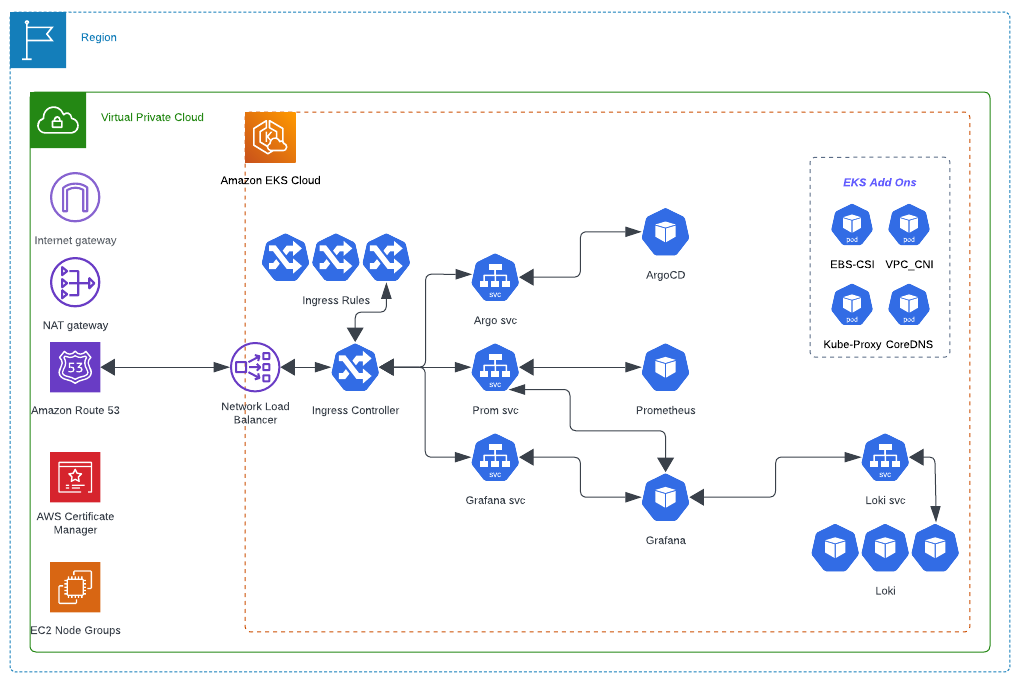 Region
Virtual Private Cloud
Amazon EKS Cloud
Internet gateway
NAT gateway
53
Amazon Route 53
AWS Certificate
Manager
EC2 Node Groups
Network Load
Balancer
Ingress Rules
Ingress Controller
svc
Argo svc
svc
Prom svc
svc
Grafana svc
ArgoCD
Prometheus
Grafana
EKS Add Ons
pod
pod
EBS-CSI
VPC_CNI
pod
pod
Kube-Proxy
CoreDNS
svc
Loki svc
Loki